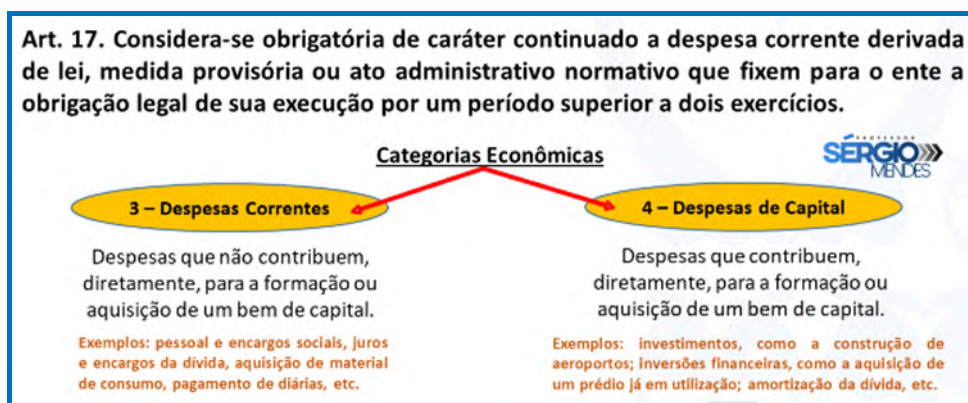 Art. 17. Considera-se obrigatória de caráter continuado a despesa corrente derivada
de lei, medida provisória ou ato administrativo normativo que fixem para o ente a
obrigação legal de sua execução por um período superior a dois exercícios.
Categorias Econômicas
PROFESSOR
SÉRGIO
MENDES
3 – Despesas Correntes
Despesas que não contribuem,
diretamente, para a formação ou
aquisição de um bem de capital.
Exemplos: pessoal e encargos sociais, juros
e encargos da dívida, aquisição de material
de consumo, pagamento de diárias, etc.
4 – Despesas de Capital
Despesas que contribuem,
diretamente, para a formação ou
aquisição de um bem de capital.
Exemplos: investimentos, como a construção de
aeroportos; inversões financeiras, como a aquisição de
um prédio já em utilização; amortização da dívida, etc.